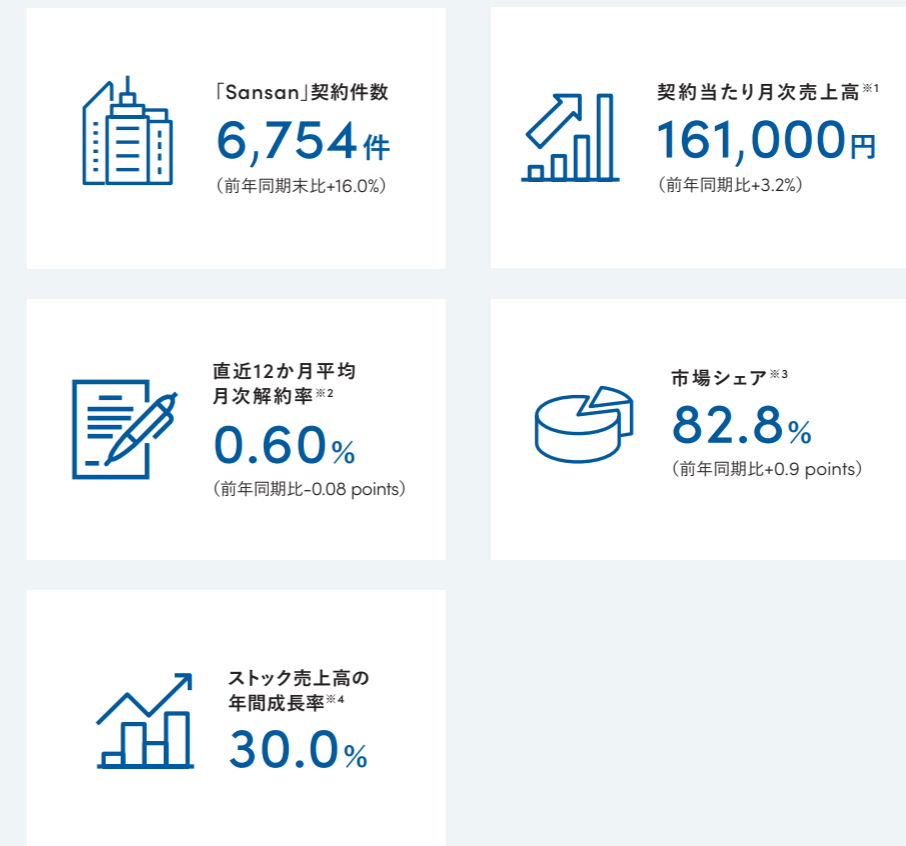 「Sansan」契約件数
6,754件
（前年同期末比+16.0%）
契約当たり月次売上高※1
161,000円
（前年同期比+3.2%）
直近12か月平均
月次解約率※2
0.60%
（前年同期比-0.08 points）
市場シェア※3
82.8%
（前年同期比+0.9 points）
ストック売上高の
年間成長率※4
30.0%